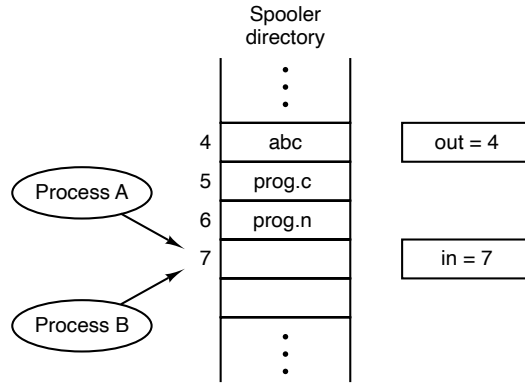 Spooler
directory
4 abc
out = 4
5 prog.c
Process A
6 prog.n
7
in = 7
Process B